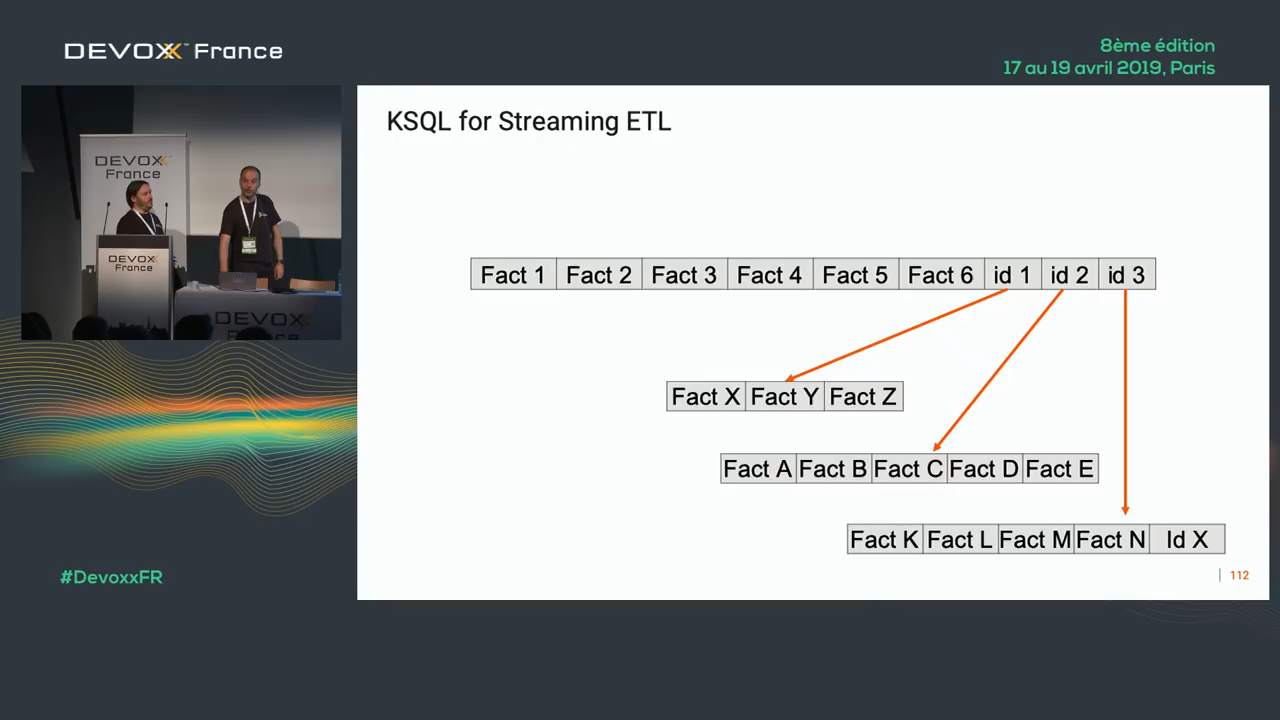 DEVOXX™ France
8ème édition
17 au 19 avril 2019, Paris
DEVOXX
France
DEVOXX
France
DEVOXX
France
KSQL for Streaming ETL
Fact 1 Fact 2 Fact 3 Fact 4 Fact 5 Fact 6 id 1 id 2 id 3
Fact X Fact Y Fact Z
Fact A Fact B Fact C Fact D Fact E
Fact K Fact L Fact M Fact N Id X
112
#DevoxxFR